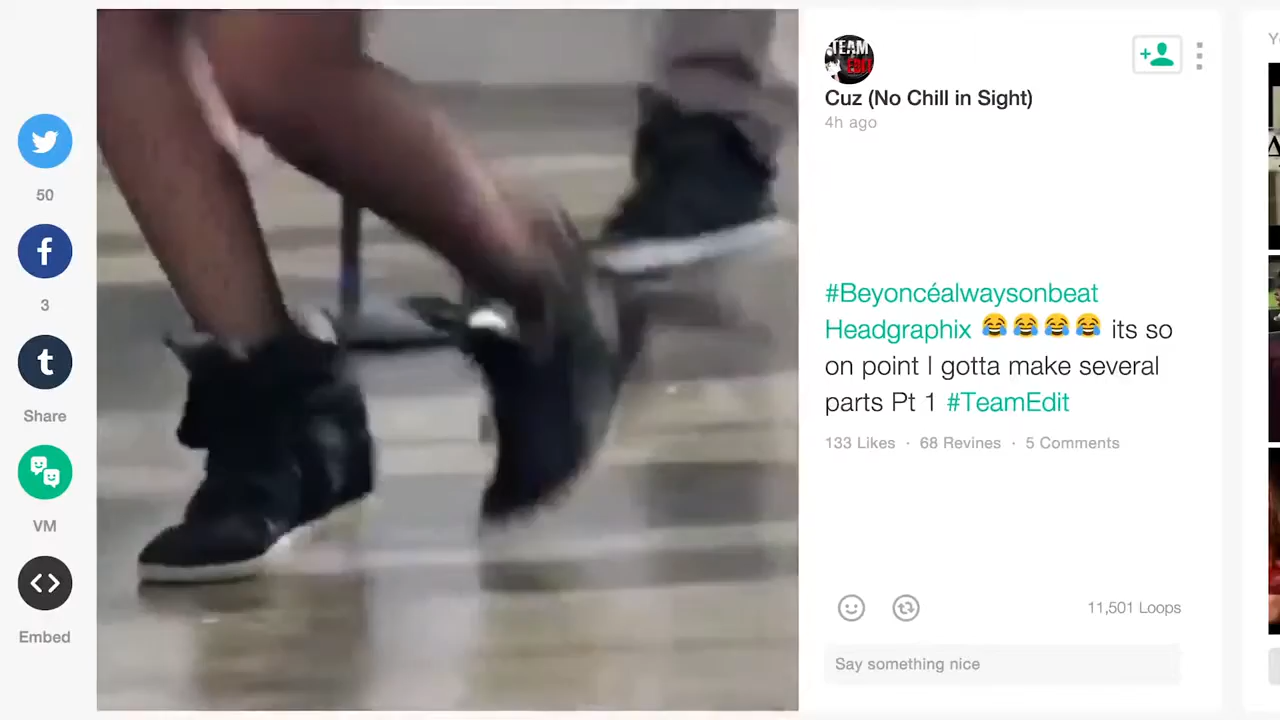 50
3
Share
VM
Embed
TEAM
EDIT
Cuz (No Chill in Sight)
4h ago
#Beyoncéalwaysonbeat
Headgraphix 😂😂😂😂 its so
on point I gotta make several
parts Pt 1 #TeamEdit
133 Likes · 68 Revines · 5 Comments
11,501 Loops
Say something nice